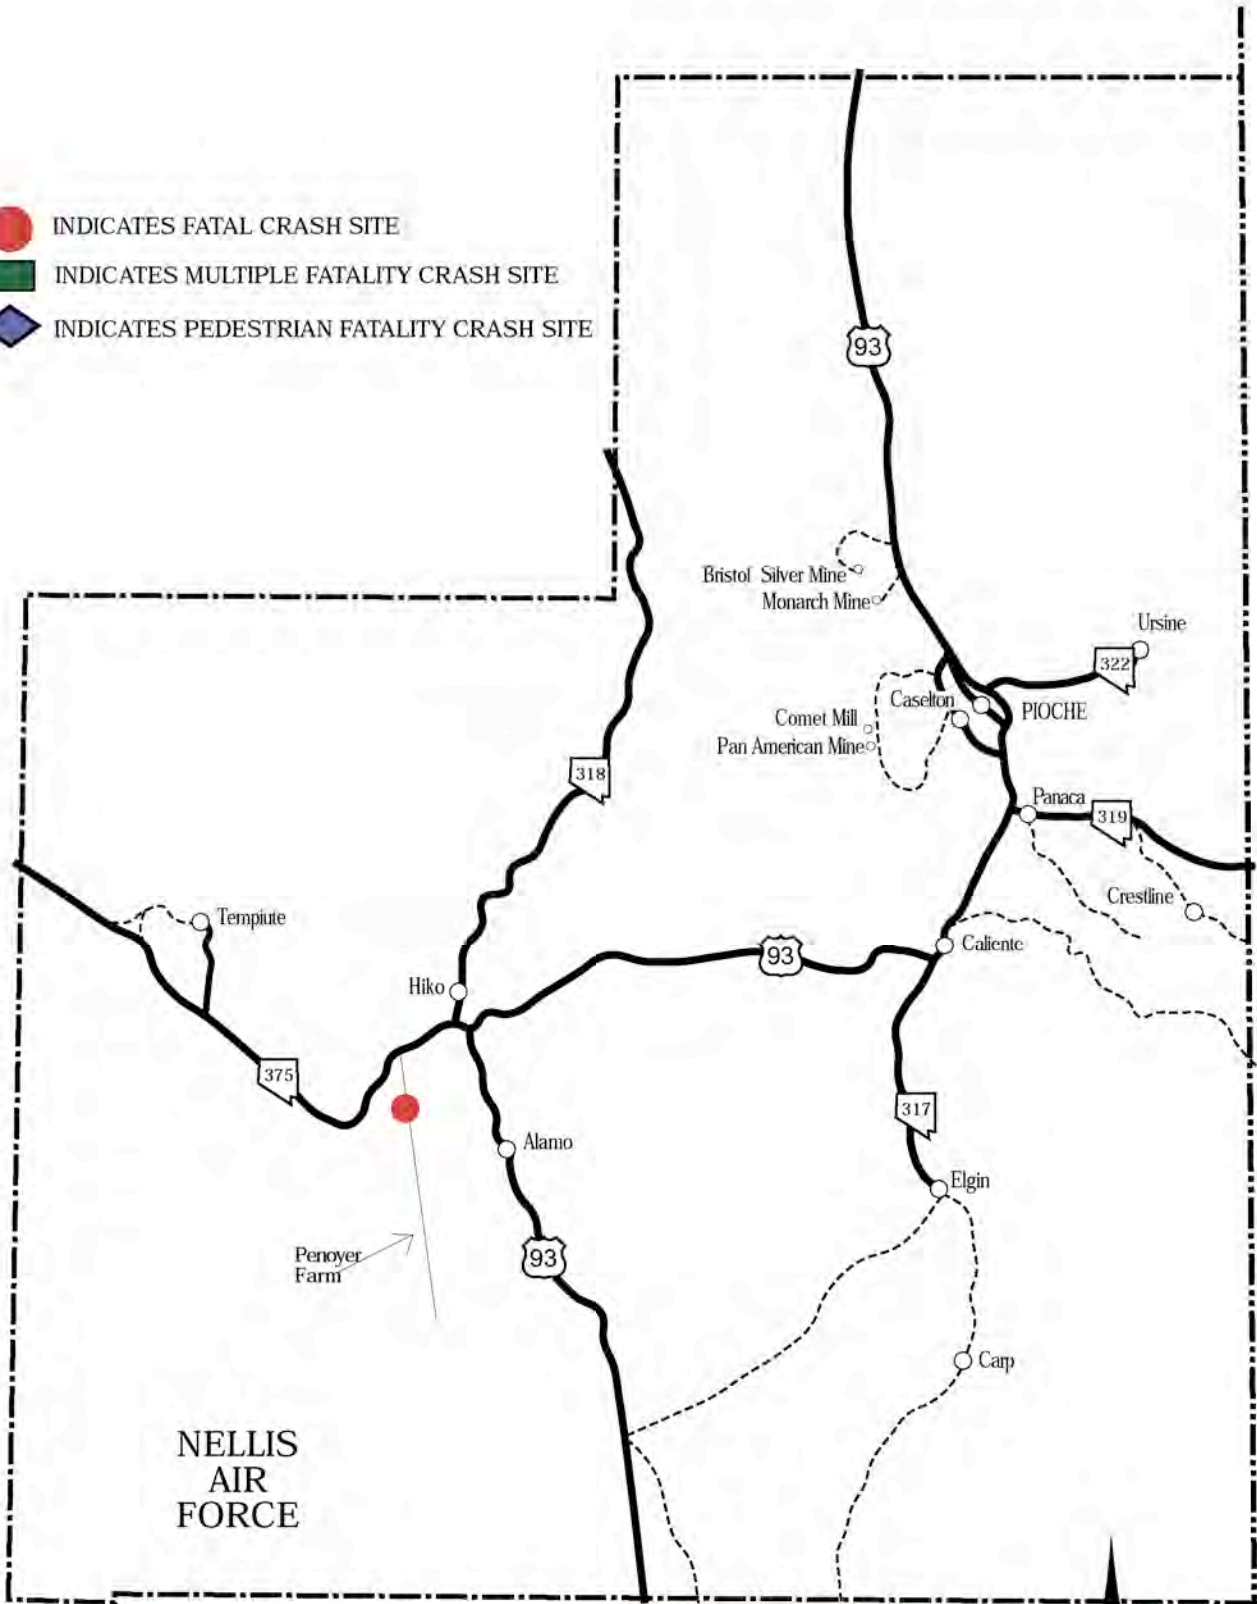 INDICATES FATAL CRASH SITE
INDICATES MULTIPLE FATALITY CRASH SITE
INDICATES PEDESTRIAN FATALITY CRASH SITE
93
Bristol Silver Mine
Monarch Mine
Ursine
322
Caselton
PIOCHE
Comet Mill
Pan American Mine
318
Panaca
319
Crestline
Tempiute
Caliente
93
Hiko
375
317
Alamo
Elgin
Penoyer
Farm
93
Carp
NELLIS
AIR
FORCE